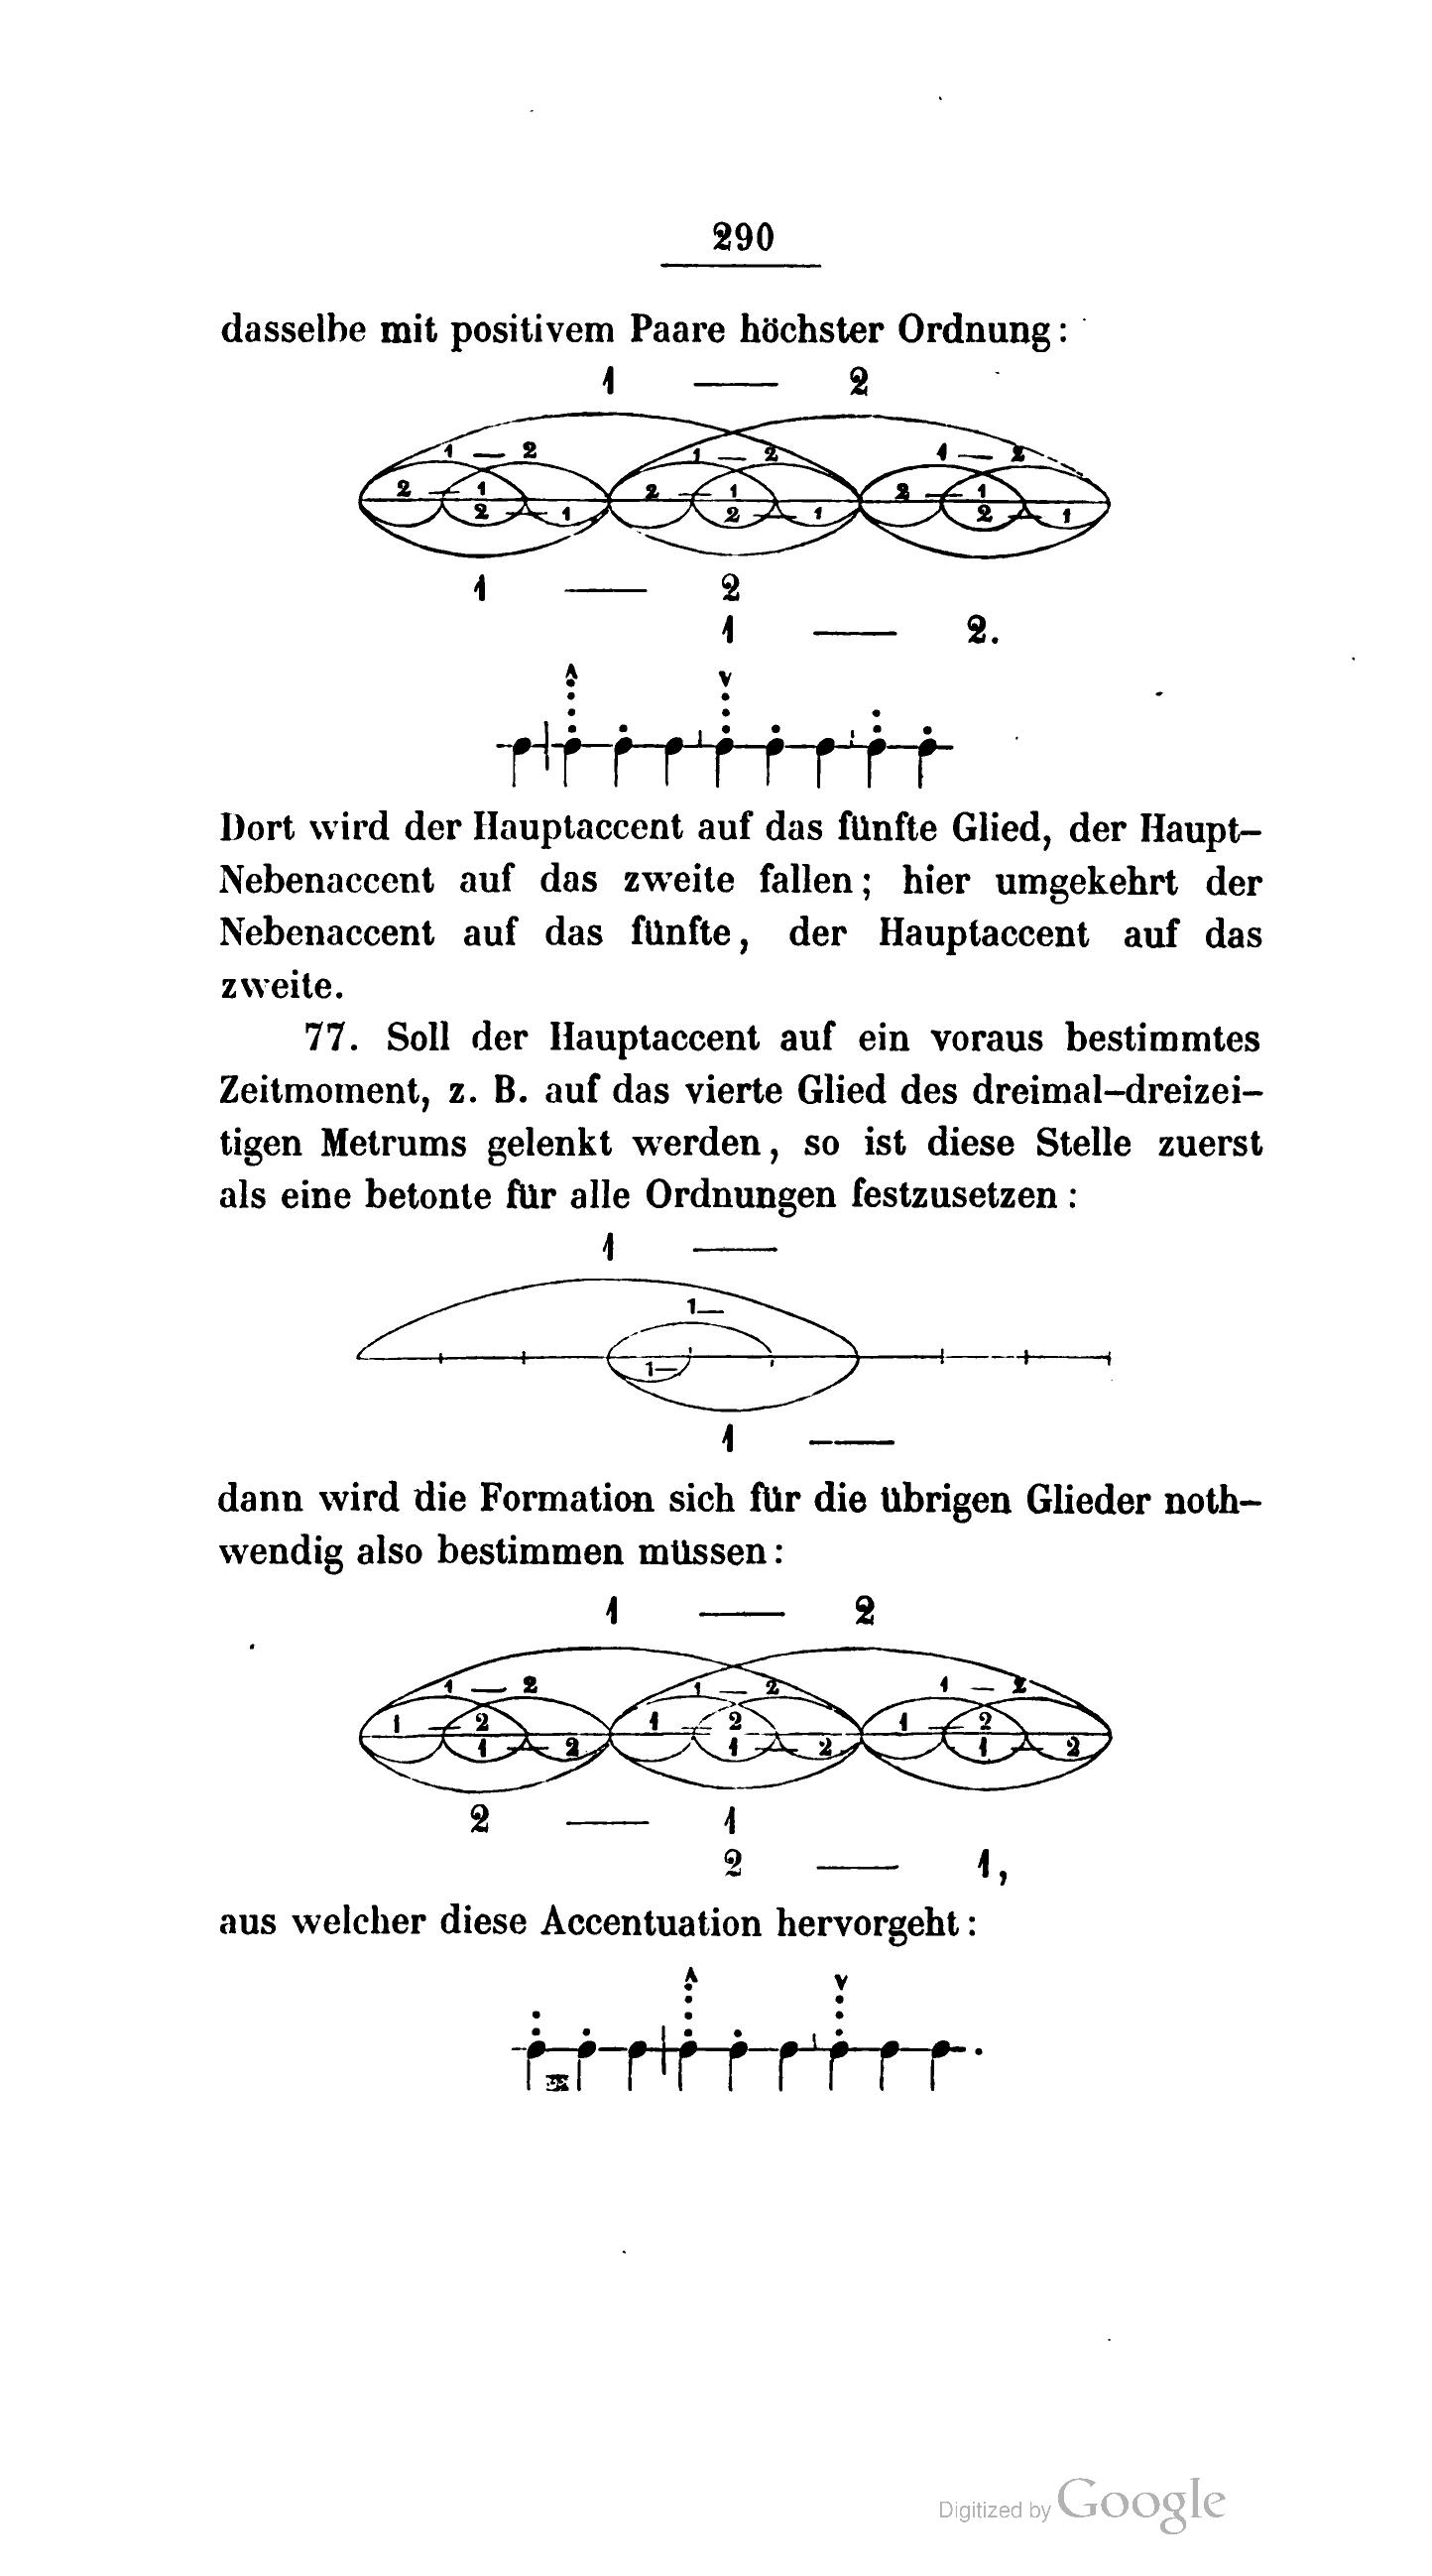 290
dasselbe mit positivem Paare höchster Ordnung:
1 — 2
1 — 2 1 — 2 1 — 2
2 — 1 2 — 1 2 — 1
2 — 1 2 — 1 2 — 1
1 — 2
1 — 2.
Dort wird der Hauptaccent auf das fünfte Glied, der Haupt-
Nebenaccent auf das zweite fallen; hier umgekehrt der
Nebenaccent auf das fünfte, der Hauptaccent auf das
zweite.
77. Soll der Hauptaccent auf ein voraus bestimmtes
Zeitmoment, z. B. auf das vierte Glied des dreimal-dreizei-
tigen Metrums gelenkt werden, so ist diese Stelle zuerst
als eine betonte für alle Ordnungen festzusetzen:
1 —
1—
1—
1 —
dann wird die Formation sich für die übrigen Glieder noth-
wendig also bestimmen müssen:
1 — 2
1 — 2 1 — 2 1 — 2
1 — 2 1 — 2 1 — 2
1 — 2 1 — 2 1 — 2
2 — 1
2 — 1,
aus welcher diese Accentuation hervorgeht:
Digitized by Google